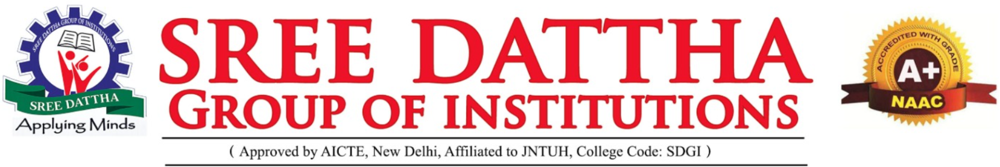 SREE DATTHA GROUP OF INSTITUTIONS
SREE DATTHA
Applying Minds
SREE DATTHA
GROUP OF INSTITUTIONS
( Approved by AICTE, New Delhi, Affiliated to JNTUH, College Code: SDGI )
ACCREDITED WITH GRADE
A+
NAAC